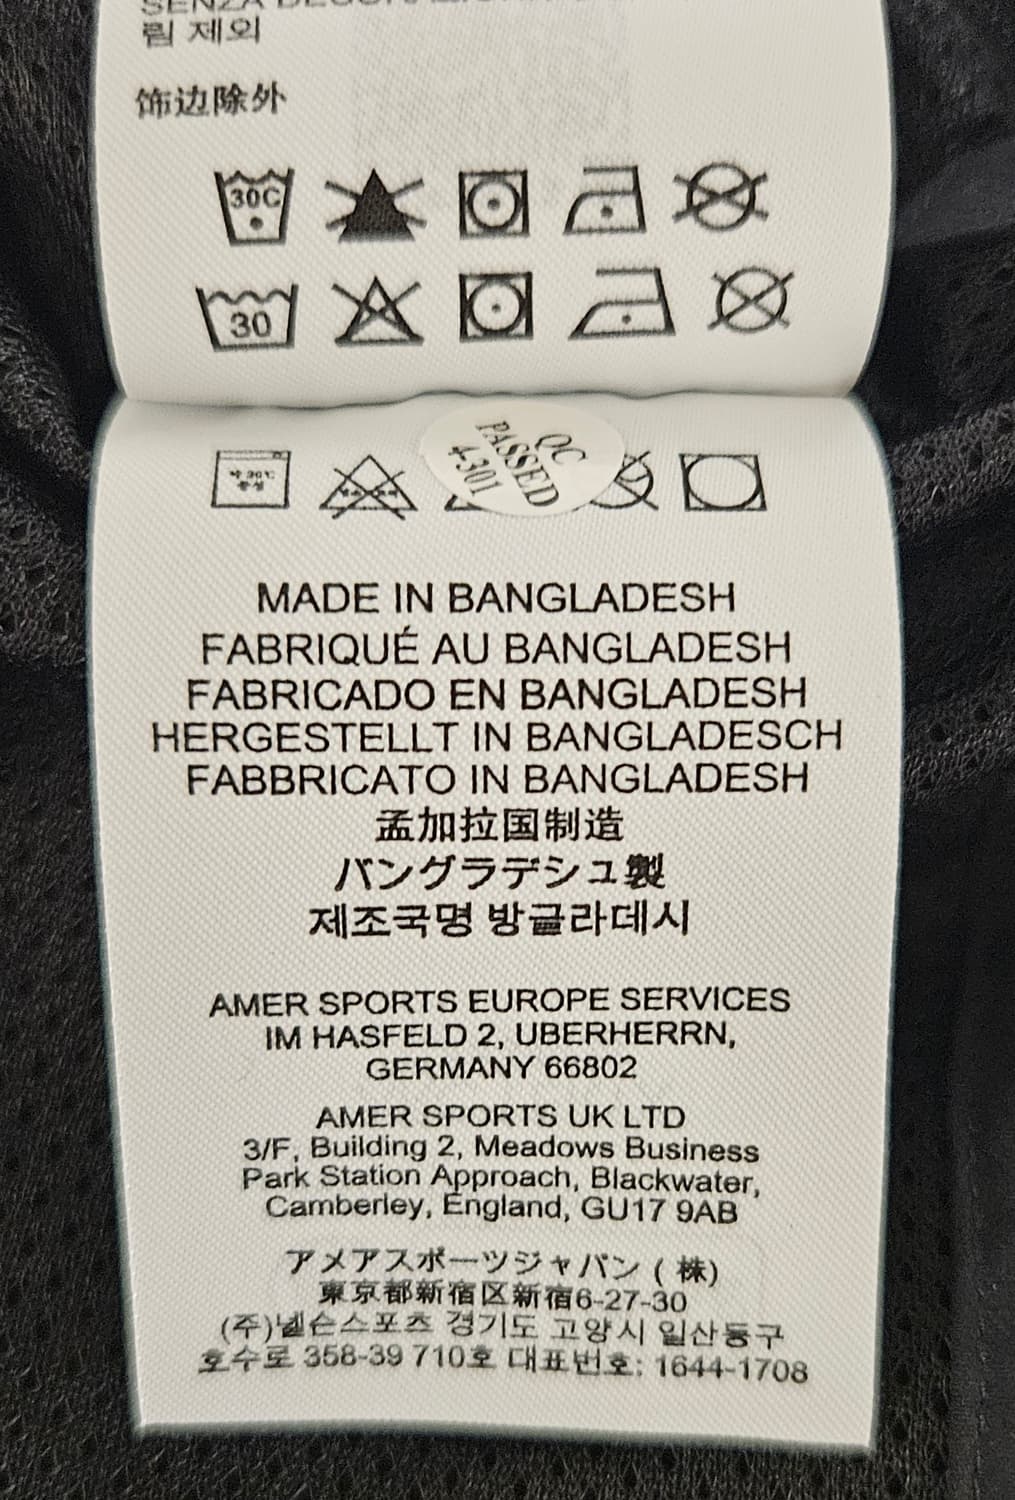 림 제외
饰边除外
30C
30
QC
PASSED
4-301
MADE IN BANGLADESH
FABRIQUÉ AU BANGLADESH
FABRICADO EN BANGLADESH
HERGESTELLT IN BANGLADESCH
FABBRICATO IN BANGLADESH
孟加拉国制造
バングラデシュ製
제조국명 방글라데시
AMER SPORTS EUROPE SERVICES
IM HASFELD 2, UBERHERRN,
GERMANY 66802
AMER SPORTS UK LTD
3/F, Building 2, Meadows Business
Park Station Approach, Blackwater,
Camberley, England, GU17 9AB
アメアスポーツジャパン ( 株)
東京都新宿区新宿6-27-30
(주)넬슨스포츠 경기도 고양시 일산동구
호수로 358-39 710호 대표번호: 1644-1708